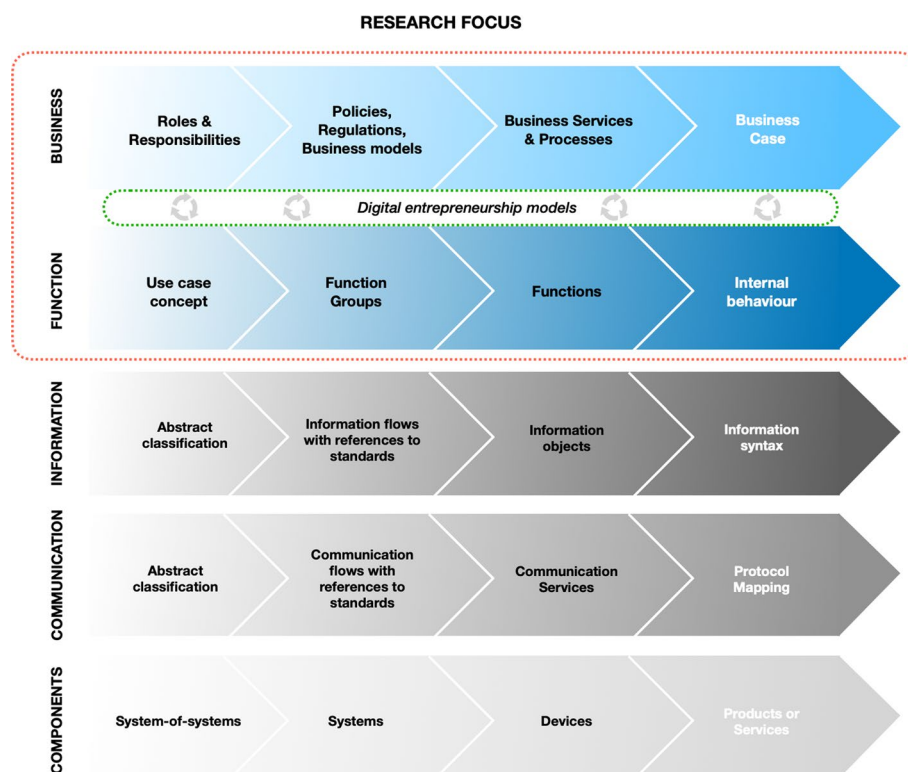 RESEARCH FOCUS
BUSINESS
Roles &
Responsibilities
Policies,
Regulations,
Business models
Business Services
& Processes
Business
Case
Digital entrepreneurship models
FUNCTION
Use case
concept
Function
Groups
Functions
Internal
behaviour
INFORMATION
Abstract
classification
Information flows
with references to
standards
Information
objects
Information
syntax
COMMUNICATION
Abstract
classification
Communication
flows with
references to
standards
Communication
Services
Protocol
Mapping
COMPONENTS
System-of-systems
Systems
Devices
Products or
Services